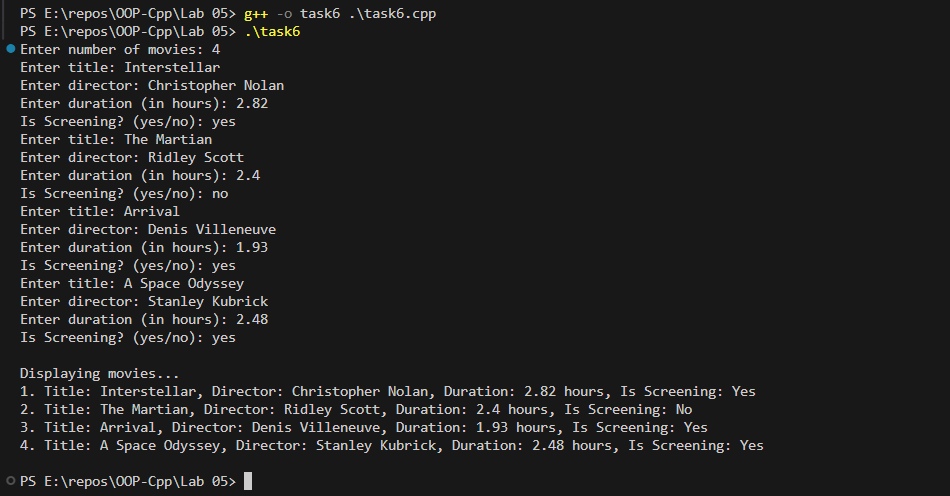 PS E:\repos\OOP-Cpp\Lab 05> g++ -o task6 .\task6.cpp
PS E:\repos\OOP-Cpp\Lab 05> .\task6
Enter number of movies: 4
Enter title: Interstellar
Enter director: Christopher Nolan
Enter duration (in hours): 2.82
Is Screening? (yes/no): yes
Enter title: The Martian
Enter director: Ridley Scott
Enter duration (in hours): 2.4
Is Screening? (yes/no): no
Enter title: Arrival
Enter director: Denis Villeneuve
Enter duration (in hours): 1.93
Is Screening? (yes/no): yes
Enter title: A Space Odyssey
Enter director: Stanley Kubrick
Enter duration (in hours): 2.48
Is Screening? (yes/no): yes
Displaying movies...
1. Title: Interstellar, Director: Christopher Nolan, Duration: 2.82 hours, Is Screening: Yes
2. Title: The Martian, Director: Ridley Scott, Duration: 2.4 hours, Is Screening: No
3. Title: Arrival, Director: Denis Villeneuve, Duration: 1.93 hours, Is Screening: Yes
4. Title: A Space Odyssey, Director: Stanley Kubrick, Duration: 2.48 hours, Is Screening: Yes
PS E:\repos\OOP-Cpp\Lab 05>